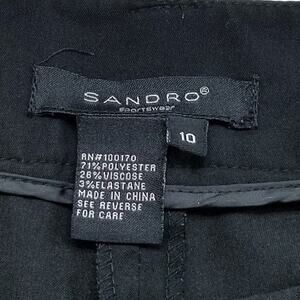 SANDRO®
sportswear
10
RN#100170
71%POLYESTER
26%VISCOSE
3%ELASTANE
MADE IN CHINA
SEE REVERSE
FOR CARE